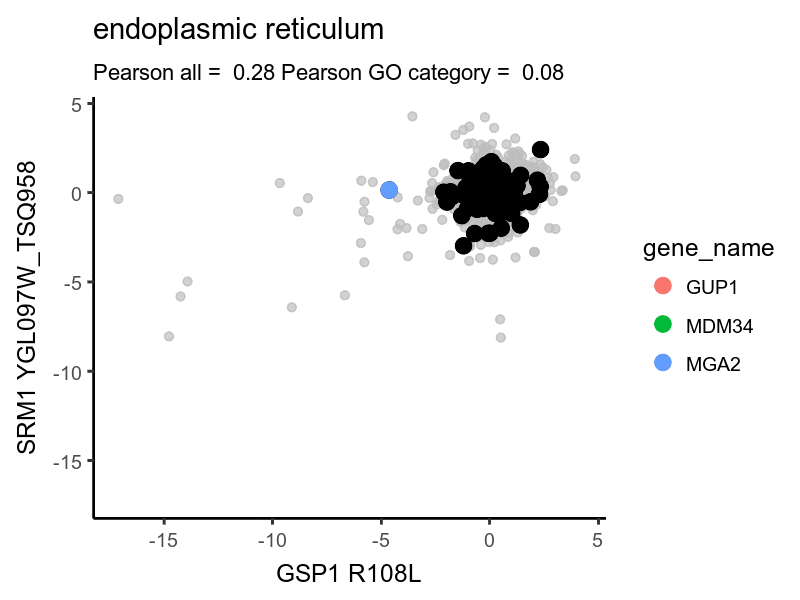 endoplasmic reticulum
Pearson all =  0.28 Pearson GO category =  0.08
SRM1 YGL097W_TSQ958
5
0
-5
-10
-15
-15
-10
-5
0
5
GSP1 R108L
gene_name
GUP1
MDM34
MGA2